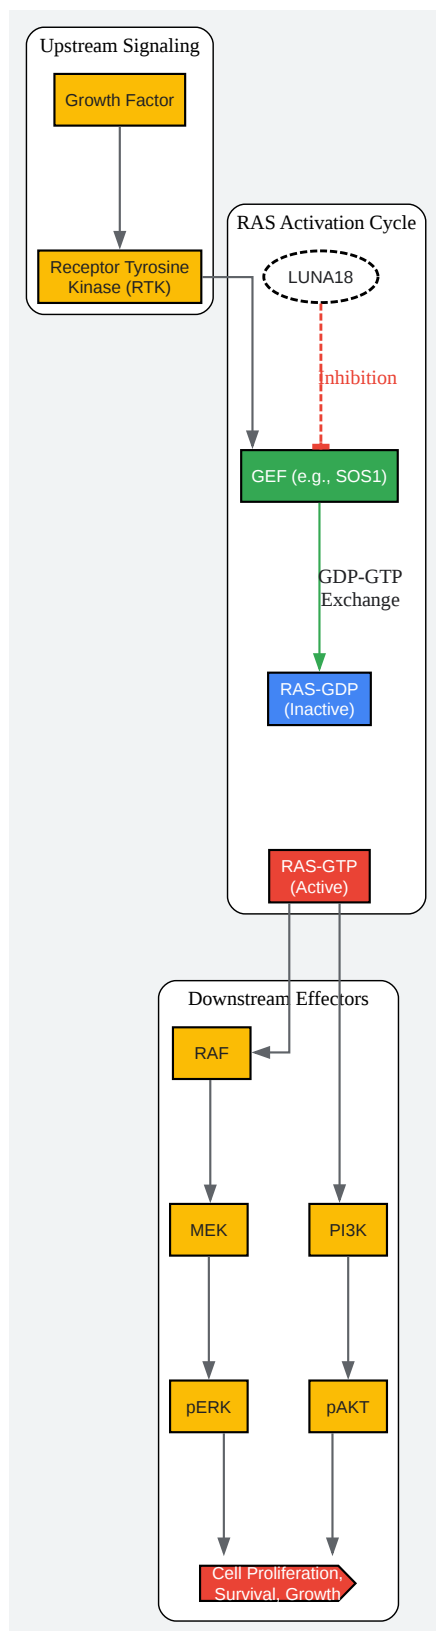 Upstream Signaling
Growth Factor
Receptor Tyrosine
Kinase (RTK)
RAS Activation Cycle
LUNA18
Inhibition
GEF (e.g., SOS1)
GDP-GTP
Exchange
RAS-GDP
(Inactive)
RAS-GTP
(Active)
Downstream Effectors
RAF
MEK
PI3K
pERK
pAKT
Cell Proliferation,
Survival, Growth